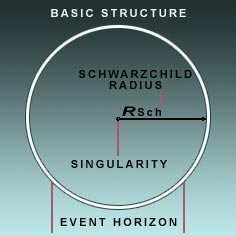 BASIC STRUCTURE
SCHWARZCHILD
RADIUS
RSch
SINGULARITY
EVENT HORIZON